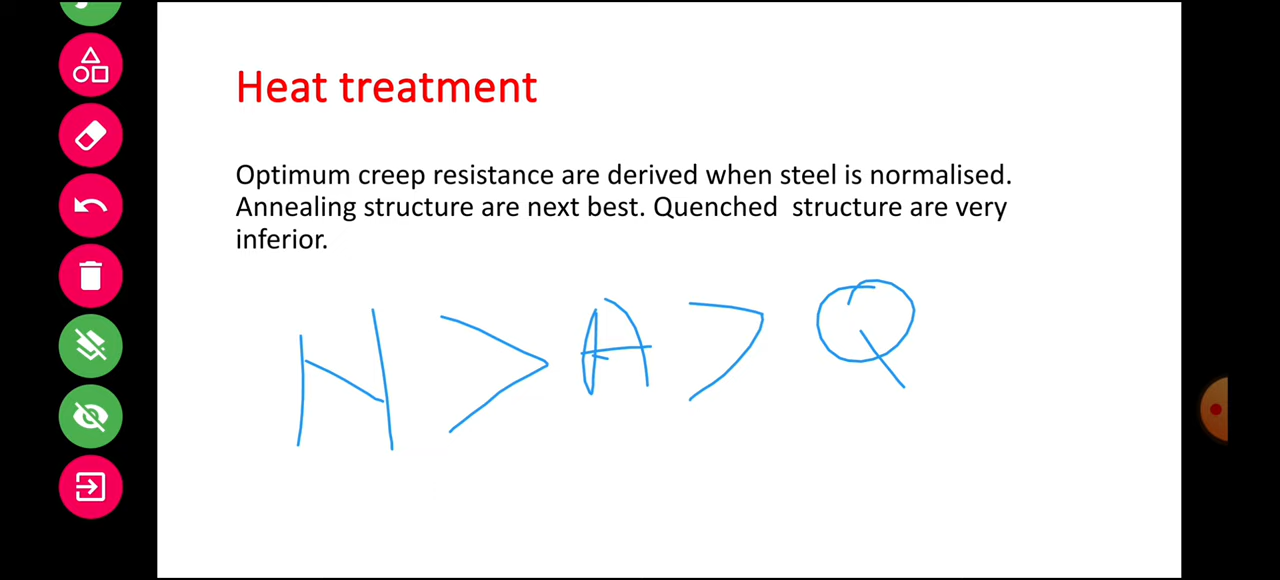 Heat treatment
Optimum creep resistance are derived when steel is normalised.
Annealing structure are next best. Quenched structure are very
inferior.
N > A > Q